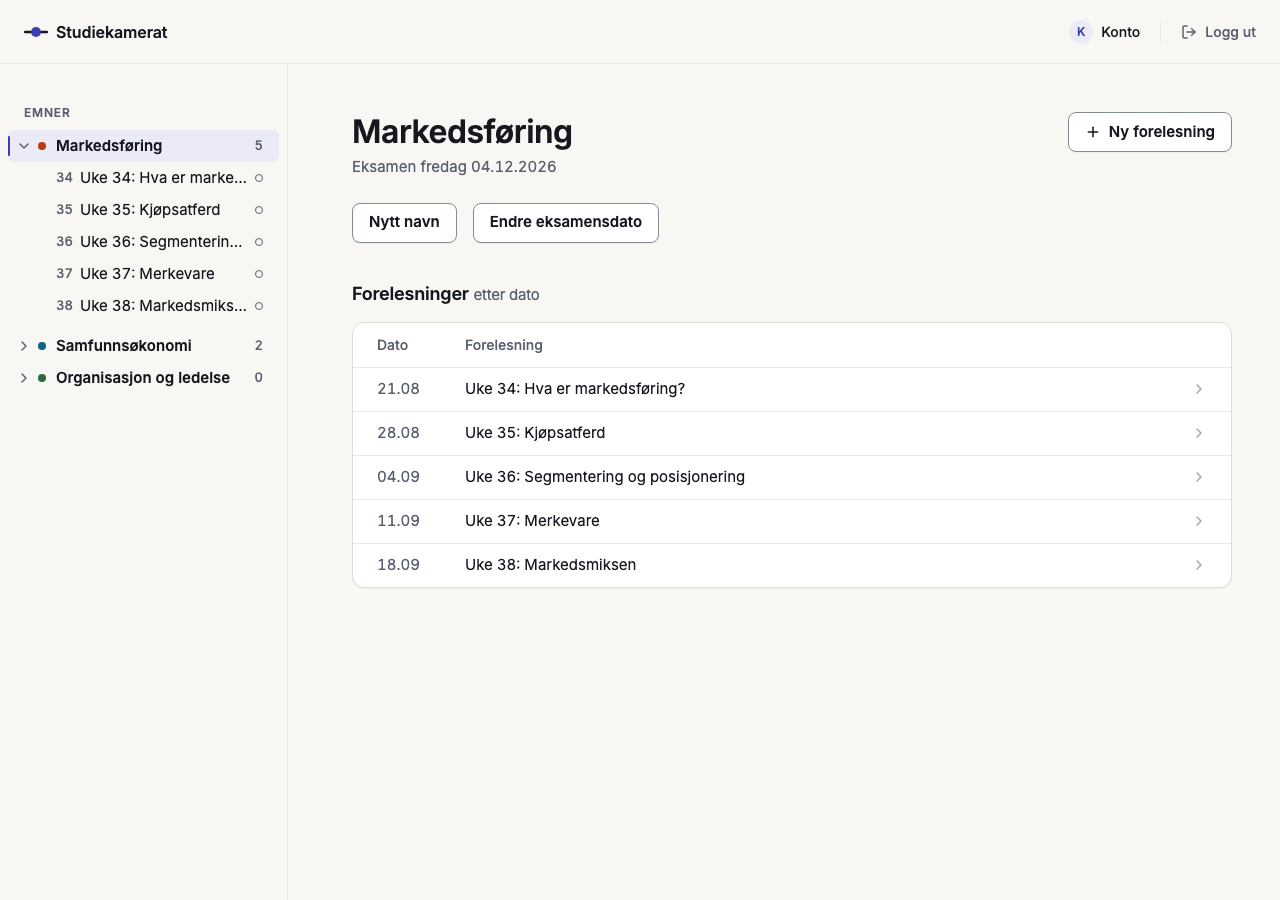 Studiekamerat
K Konto
Logg ut
EMNER
Markedsføring 5
34 Uke 34: Hva er marke...
35 Uke 35: Kjøpsatferd
36 Uke 36: Segmenterin...
37 Uke 37: Merkevare
38 Uke 38: Markedsmiks...
Samfunnsøkonomi 2
Organisasjon og ledelse 0
Markedsføring
Eksamen fredag 04.12.2026
+ Ny forelesning
Nytt navn
Endre eksamensdato
Forelesninger etter dato
Dato Forelesning
21.08 Uke 34: Hva er markedsføring?
28.08 Uke 35: Kjøpsatferd
04.09 Uke 36: Segmentering og posisjonering
11.09 Uke 37: Merkevare
18.09 Uke 38: Markedsmiksen